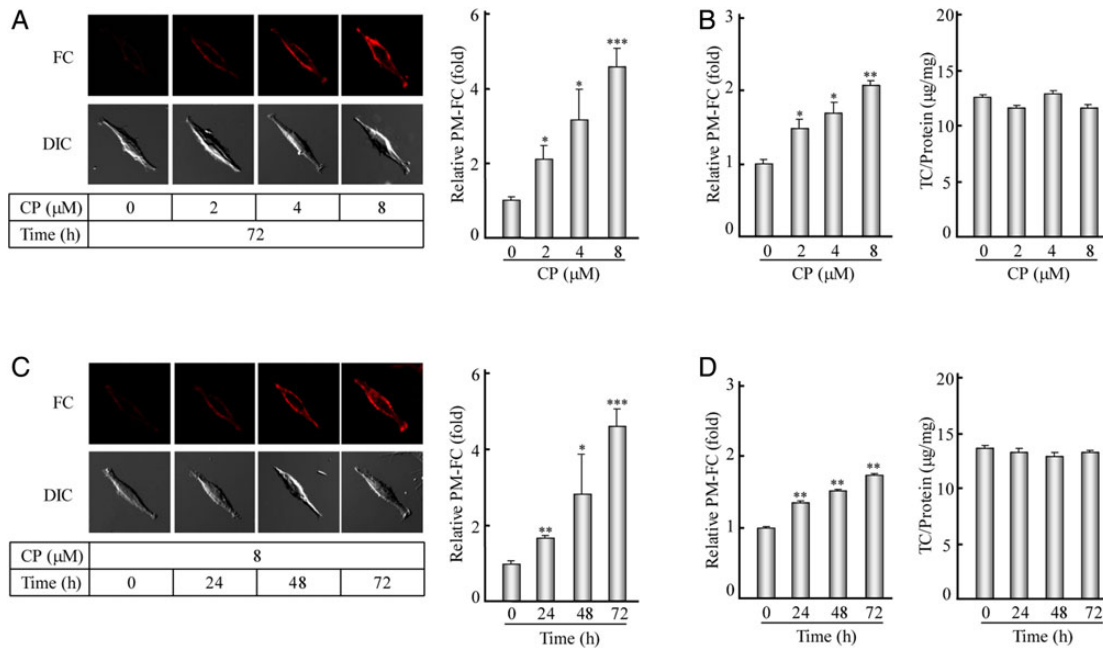 A
FC
DIC
CP (μM) 0 2 4 8
Time (h) 72
Relative PM-FC (fold)
6
4
2
0
* * ***
0 2 4 8
CP (μM)
B
Relative PM-FC (fold)
3
2
1
0
* * **
0 2 4 8
CP (μM)
TC/Protein (μg/mg)
20
15
10
5
0
0 2 4 8
CP (μM)
C
FC
DIC
CP (μM) 8
Time (h) 0 24 48 72
Relative PM-FC (fold)
6
4
2
0
** * ***
0 24 48 72
Time (h)
D
Relative PM-FC (fold)
3
2
1
0
** ** **
0 24 48 72
Time (h)
TC/Protein (μg/mg)
20
15
10
5
0
0 24 48 72
Time (h)